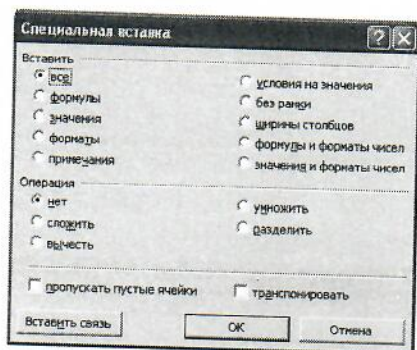 Специальная вставка
Вставить
все
условия на значения
формулы
без рамки
значения
ширины столбцов
форматы
формулы и форматы чисел
примечания
значения и форматы чисел
Операция
нет
умножить
сложить
разделить
вычесть
пропускать пустые ячейки
транспонировать
Вставить связь
ОК
Отмена